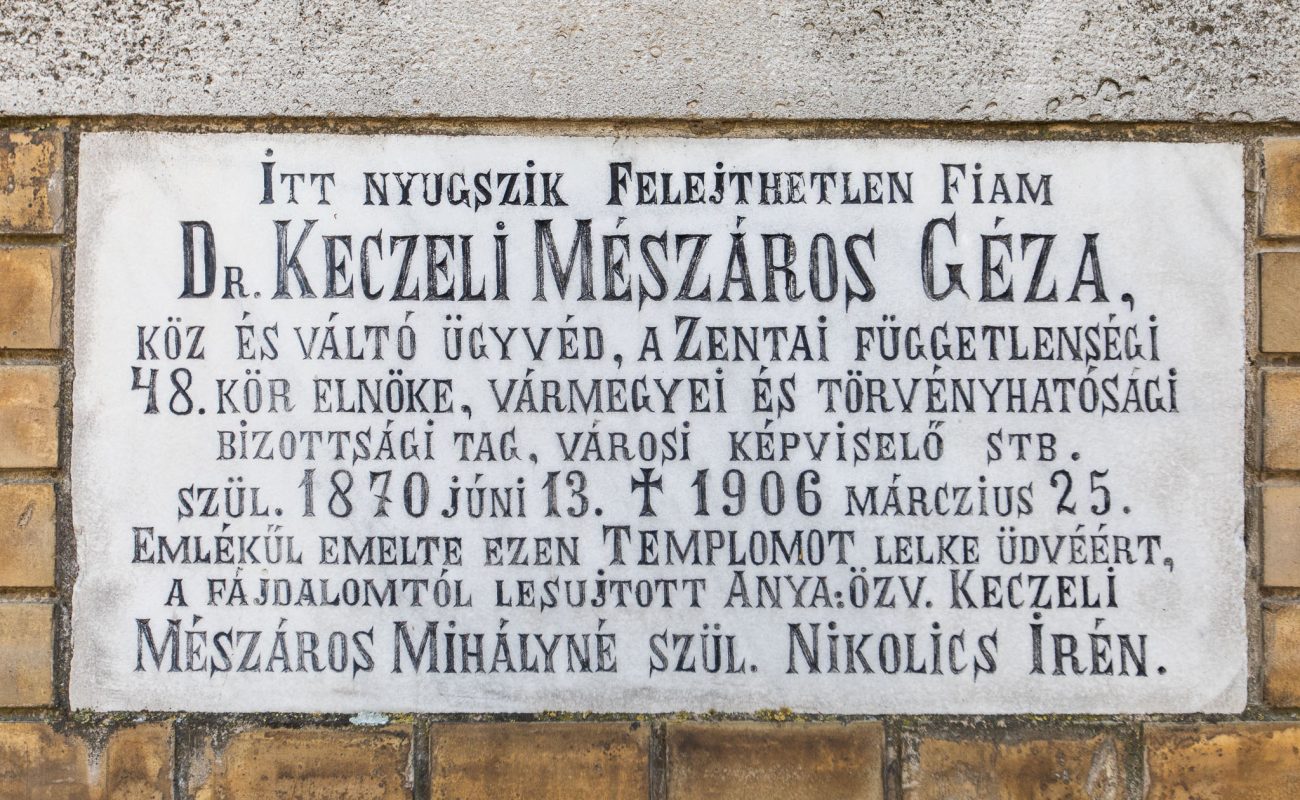 Itt nyugszik Felejthetlen Fiam
Dr. Keczeli Mészáros Géza,
köz és váltó ügyvéd, a Zentai függetlenségi
48. kör elnöke, vármegyei és törvényhatósági
bizottsági tag, városi képviselő stb.
szül. 1870 júni 13. ✝ 1906 márczius 25.
Emlékűl emelte ezen Templomot lelke üdvéért,
a fájdalomtól lesujtott Anya: özv. Keczeli
Mészáros Mihályné szül. Nikolics Irén.